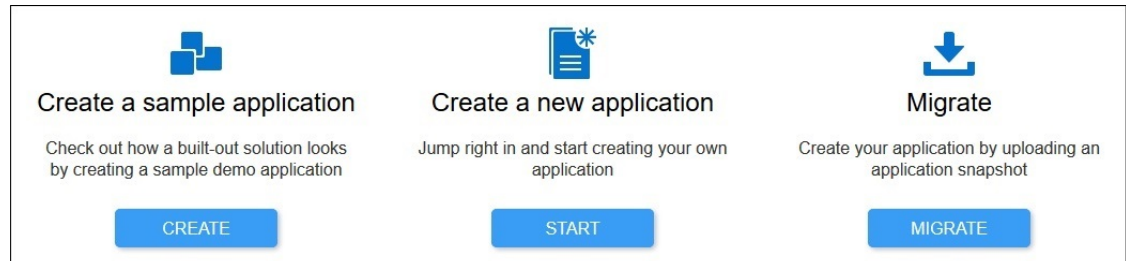 Create a sample application
Check out how a built-out solution looks
by creating a sample demo application
CREATE
Create a new application
Jump right in and start creating your own
application
START
Migrate
Create your application by uploading an
application snapshot
MIGRATE